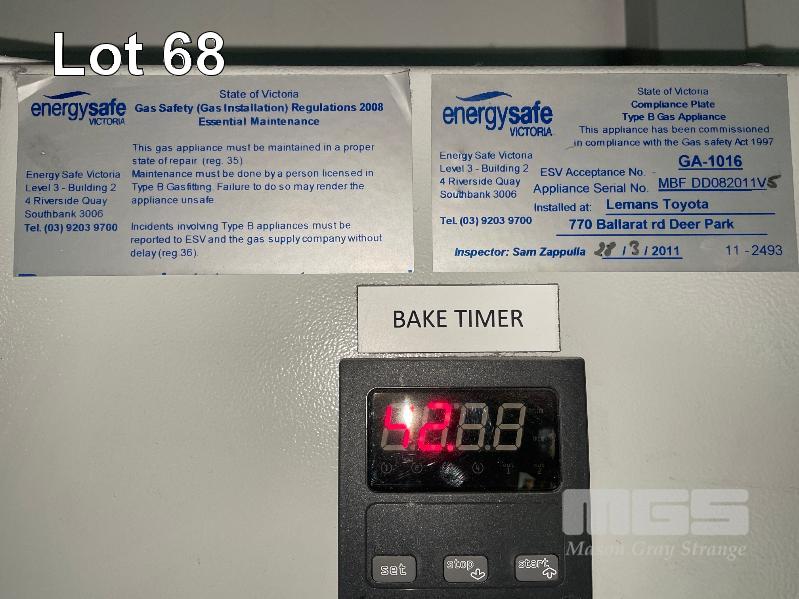 Lot 68
energysafe
VICTORIA
State of Victoria
Gas Safety (Gas Installation) Regulations 2008
Essential Maintenance
This gas appliance must be maintained in a proper
state of repair (reg. 35)
Maintenance must be done by a person licensed in
Type B Gasfitting. Failure to do so may render the
appliance unsafe
Incidents involving Type B appliances must be
reported to ESV and the gas supply company without
delay (reg 36).
Energy Safe Victoria
Level 3 - Building 2
4 Riverside Quay
Southbank 3006
Tel. (03) 9203 9700
energysafe
VICTORIA
State of Victoria
Compliance Plate
Type B Gas Appliance
This appliance has been commissioned
in compliance with the Gas safety Act 1997
Energy Safe Victoria
Level 3 - Building 2
4 Riverside Quay
Southbank 3006
Tel. (03) 9203 9700
ESV Acceptance No. GA-1016
Appliance Serial No. MBF DD082011V5
Installed at: Lemans Toyota
770 Ballarat rd Deer Park
Inspector: Sam Zappulla 28 / 3 / 2011 11 - 2493
BAKE TIMER
42
set stop start
MGS
Mason Gray Strange